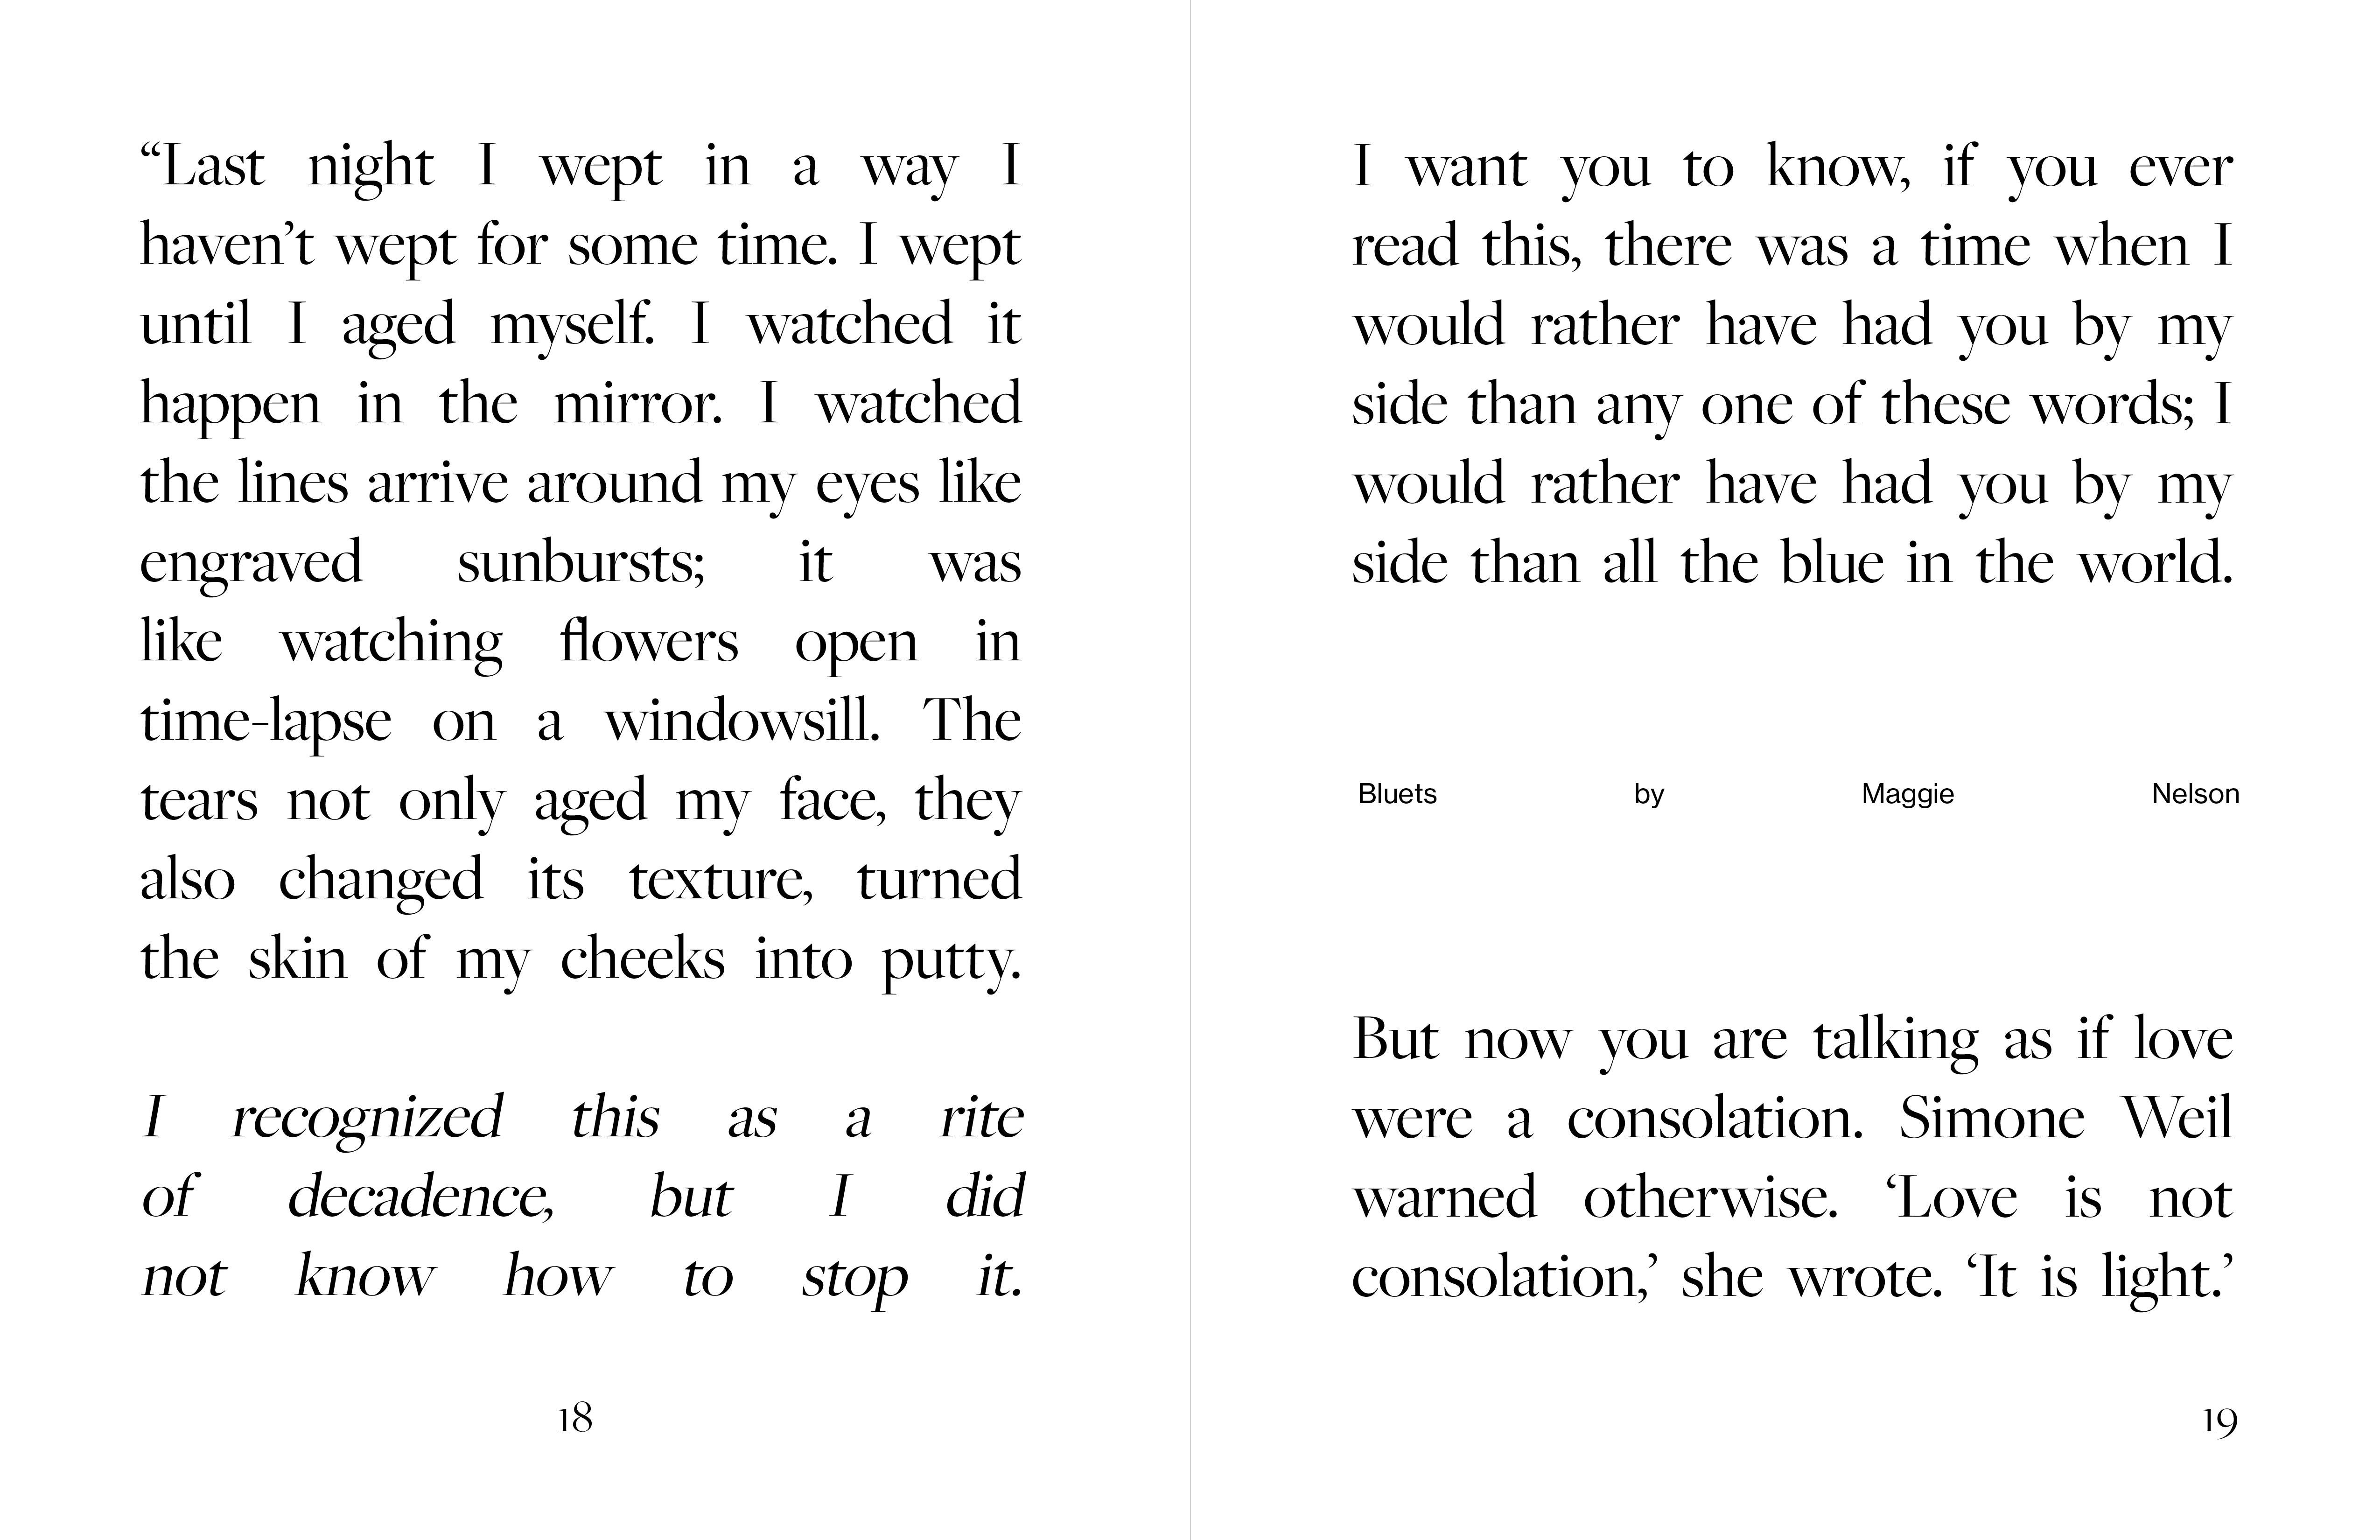 “Last night I wept in a way I
haven’t wept for some time. I wept
until I aged myself. I watched it
happen in the mirror. I watched
the lines arrive around my eyes like
engraved sunbursts; it was
like watching flowers open in
time-lapse on a windowsill. The
tears not only aged my face, they
also changed its texture, turned
the skin of my cheeks into putty.
I recognized this as a rite
of decadence, but I did
not know how to stop it.
18
I want you to know, if you ever
read this, there was a time when I
would rather have had you by my
side than any one of these words; I
would rather have had you by my
side than all the blue in the world.
Bluets by Maggie Nelson
But now you are talking as if love
were a consolation. Simone Weil
warned otherwise. ‘Love is not
consolation,’ she wrote. ‘It is light.’
19